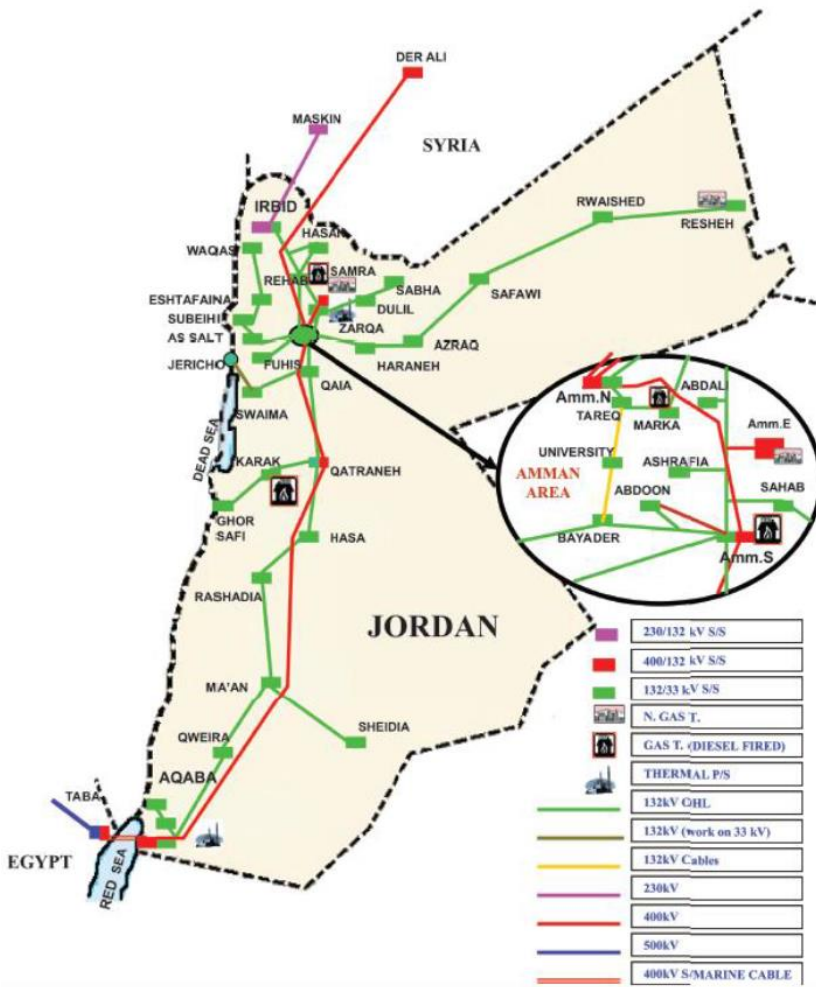 DER ALI
MASKIN
SYRIA
IRBID
RWAISHED
HASAN
RESHEH
WAQAS
REHAB
SAMRA
SABHA
SAFAWI
ESHTAFAINA
DULIL
SUBEIHI
ZARQA
AS SALT
AZRAQ
HARANEH
JERICHO
FUHIS
QAIA
SWAIMA
DEAD SEA
KARAK
QATRANEH
GHOR
SAFI
HASA
RASHADIA
JORDAN
MA'AN
SHEIDIA
QWEIRA
AQABA
TABA
EGYPT
RED SEA
Amm.N
ABDALI
TAREQ
MARKA
Amm.E
UNIVERSITY
ASHRAFIA
AMMAN
AREA
ABDOON
SAHAB
BAYADER
Amm.S
230/132 kV S/S
400/132 kV S/S
132/33 kV S/S
N. GAS T.
GAS T. (DIESEL FIRED)
THERMAL P/S
132kV OHL
132kV (work on 33 kV)
132kV Cables
230kV
400kV
500kV
400kV S/MARINE CABLE